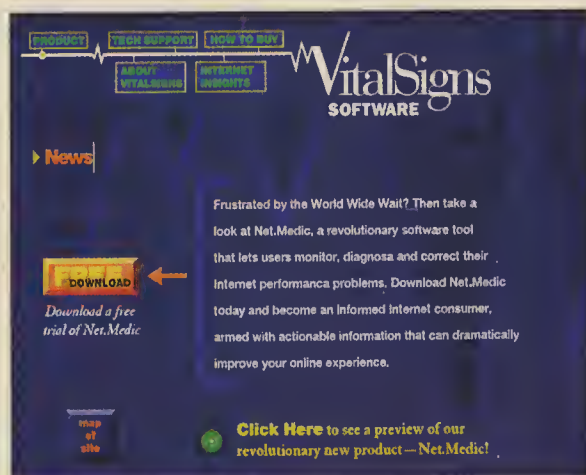 PRODUCT TECH SUPPORT HOW TO BUY
ABOUT VITALSIGNS
INTERNET INSIGHTS
VitalSigns
SOFTWARE
News
Frustrated by the World Wide Wait? Then take a
look at Net.Medic, a revolutionary software tool
that lets users monitor, diagnosa and correct their
Internet performanca problems. Download Net.Medic
today and become an informed Internet consumer,
armed with actionable information that can dramatically
improve your online experience.
FREE
DOWNLOAD
Download a free
trial of Net.Medic
map
of
site
Click Here to see a preview of our
revolutionary new product—Net.Medic!